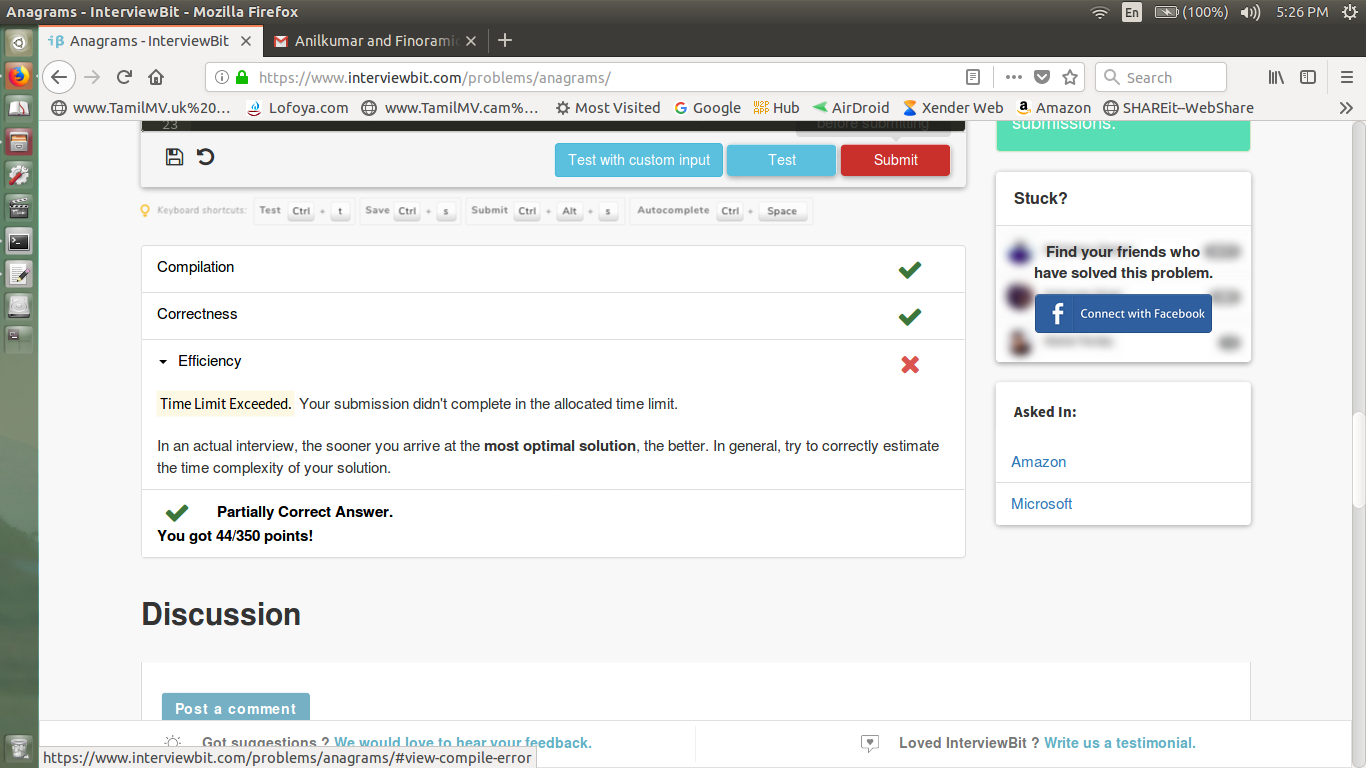 Anagrams - InterviewBit - Mozilla Firefox
En
(100%)
5:26 PM
iβ Anagrams - InterviewBit
Anilkumar and Finoramic
https://www.interviewbit.com/problems/anagrams/
Search
www.TamilMV.uk%20...
Lofoya.com
www.TamilMV.cam%...
Most Visited
Google
Hub
AirDroid
Xender Web
Amazon
SHAREit--WebShare
23
before submitting
submissions.
Test with custom input
Test
Submit
Keyboard shortcuts: Test Ctrl + t Save Ctrl + s Submit Ctrl + Alt + s Autocomplete Ctrl + Space
Stuck?
Find your friends who
have solved this problem.
Connect with Facebook
Compilation
Correctness
Efficiency
Time Limit Exceeded. Your submission didn't complete in the allocated time limit.
In an actual interview, the sooner you arrive at the most optimal solution, the better. In general, try to correctly estimate
the time complexity of your solution.
Partially Correct Answer.
You got 44/350 points!
Asked In:
Amazon
Microsoft
Discussion
Post a comment
Got suggestions ? We would love to hear your feedback.
Loved InterviewBit ? Write us a testimonial.
https://www.interviewbit.com/problems/anagrams/#view-compile-error